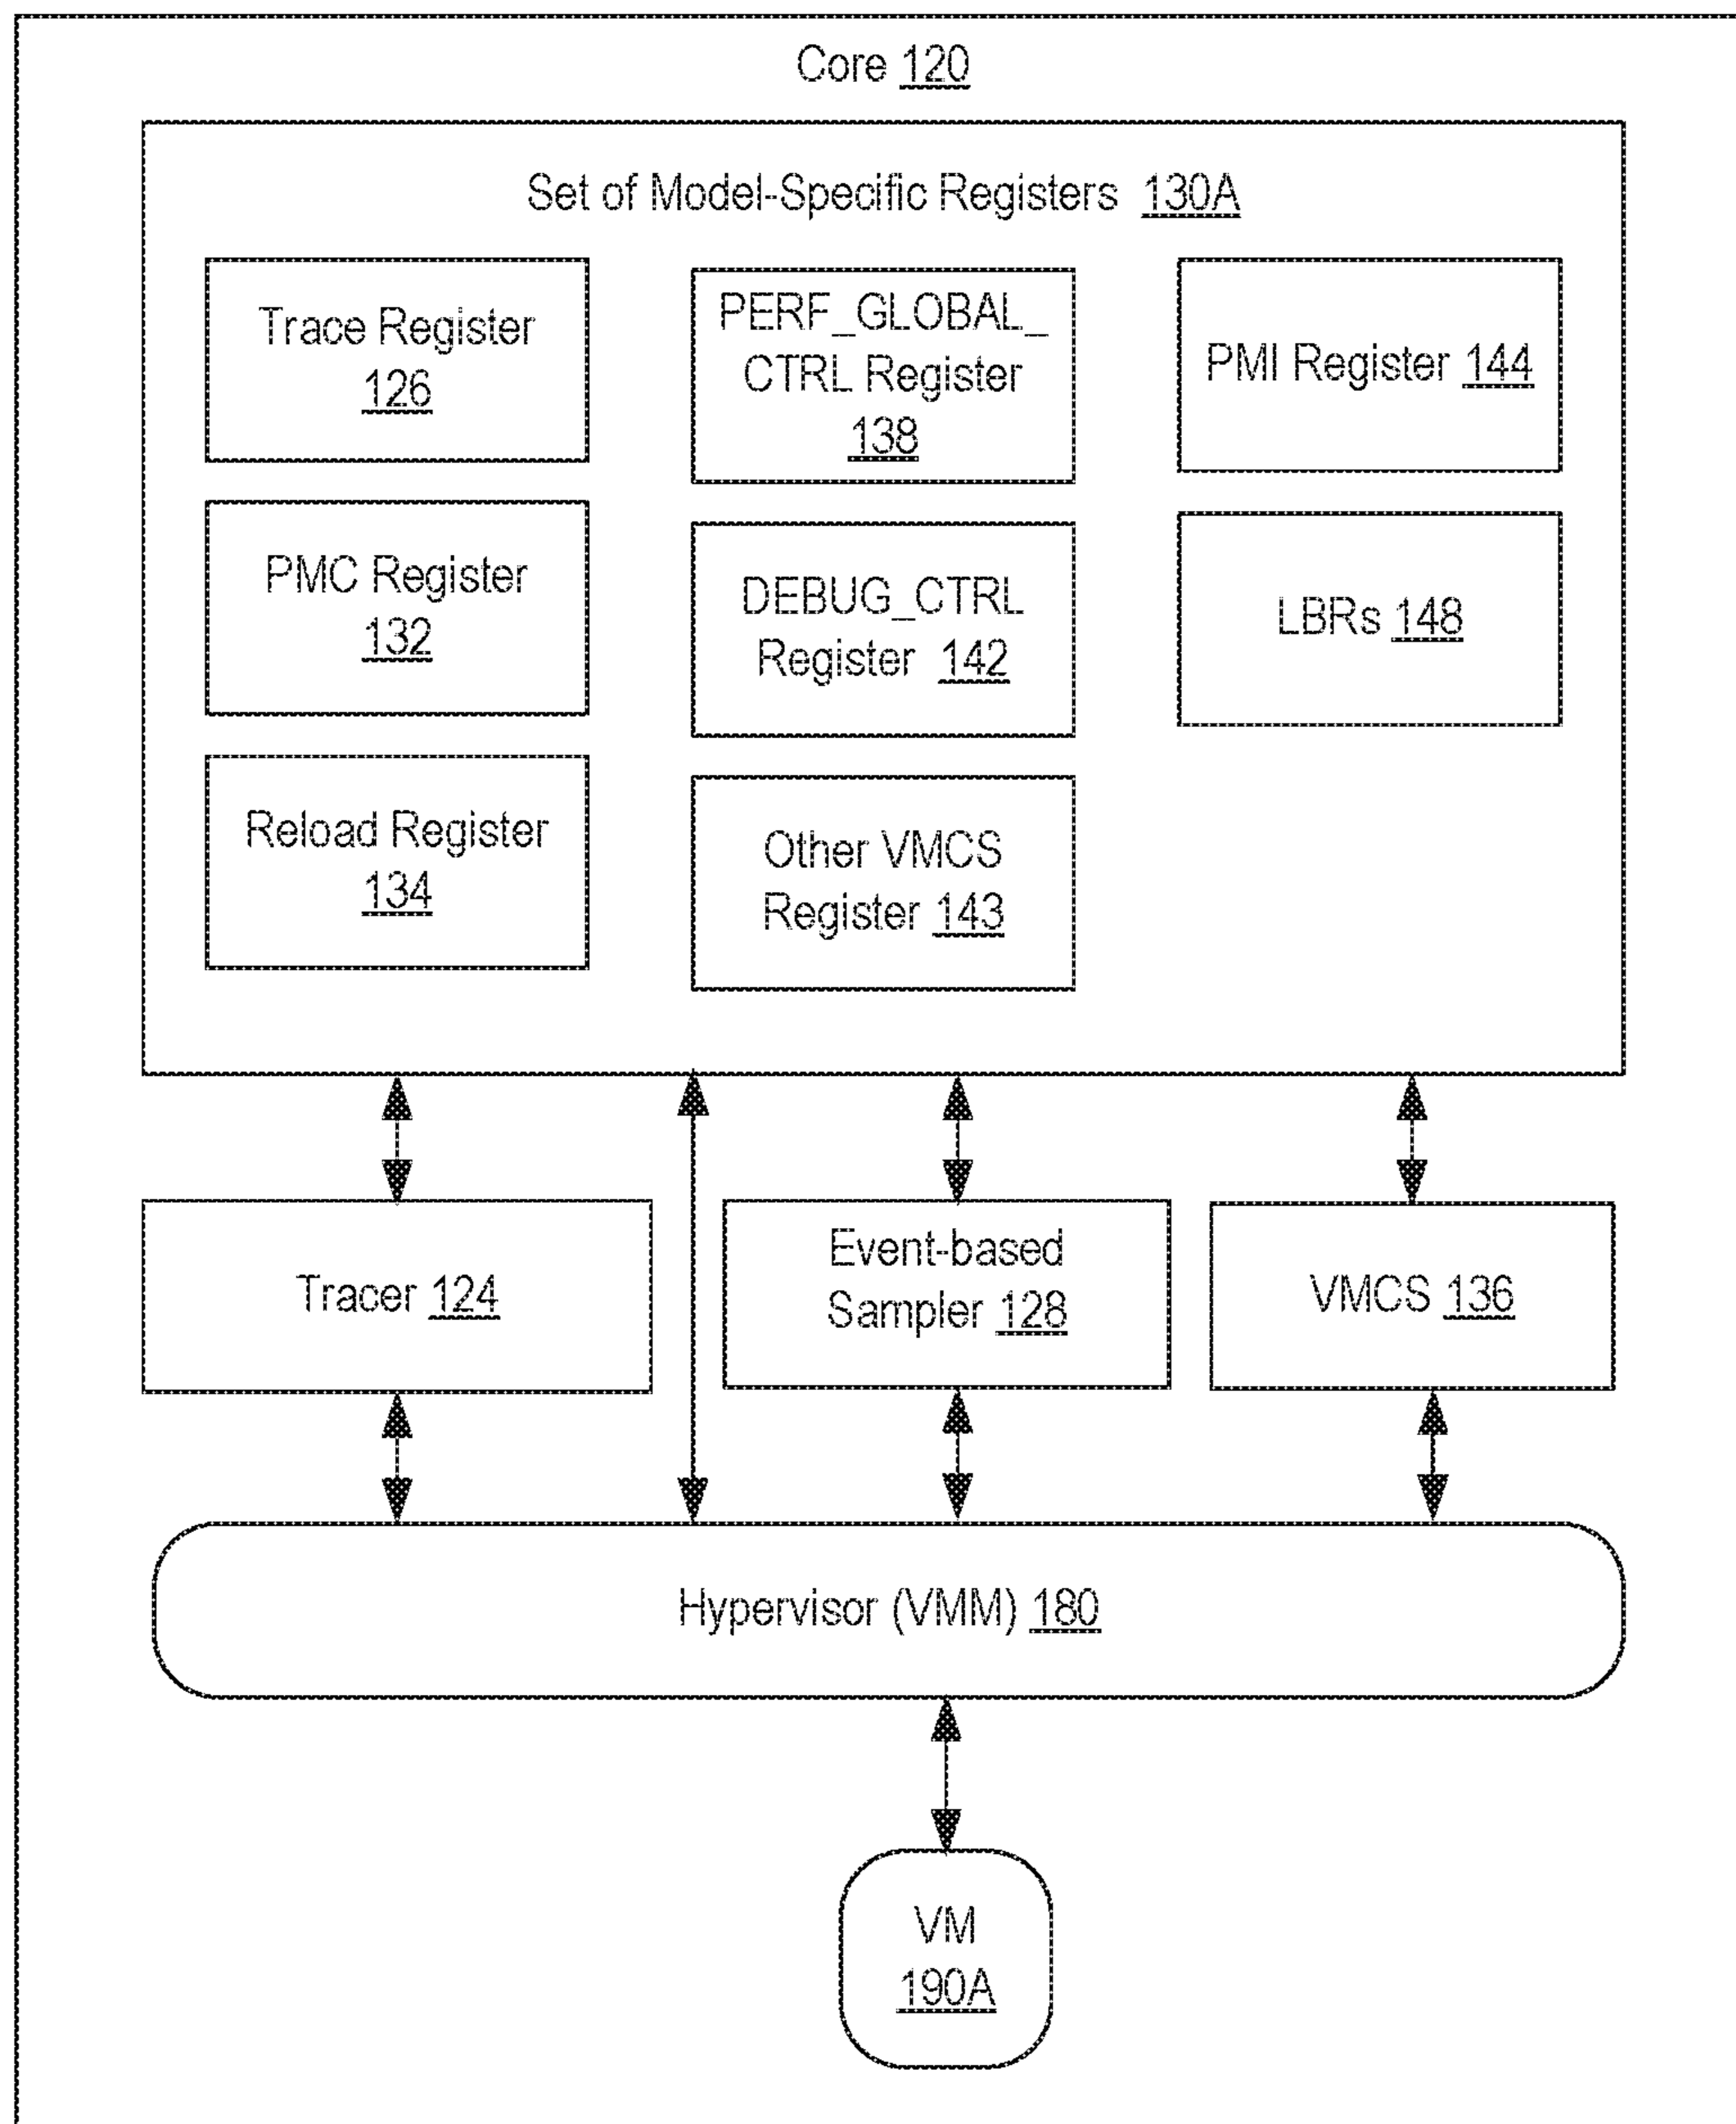 Core 120
Set of Model-Specific Registers 130A
Trace Register
126
PERF_GLOBAL_
CTRL Register
138
PMI Register 144
PMC Register
132
DEBUG_CTRL
Register 142
LBRs 148
Reload Register
134
Other VMCS
Register 143
Tracer 124
Event-based
Sampler 128
VMCS 136
Hypervisor (VMM) 180
VM
190A